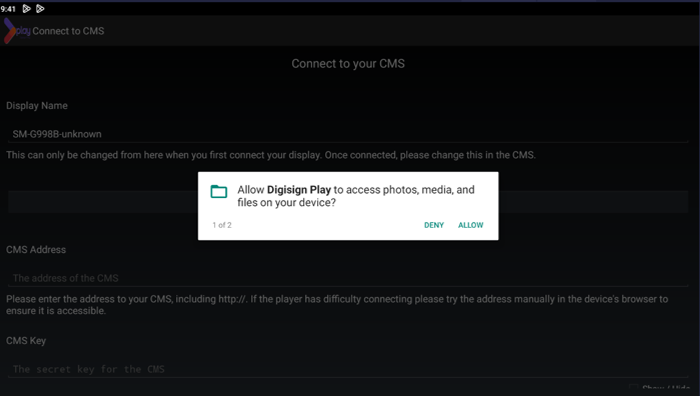 9:41
play Connect to CMS
Connect to your CMS
Display Name
SM-G998B-unknown
This can only be changed from here when you first connect your display. Once connected, please change this in the CMS.
Allow Digisign Play to access photos, media, and
files on your device?
1 of 2
DENY
ALLOW
CMS Address
The address of the CMS
Please enter the address to your CMS, including http://. If the player has difficulty connecting please try the address manually in the device's browser to
ensure it is accessible.
CMS Key
The secret key for the CMS
Show / Hide